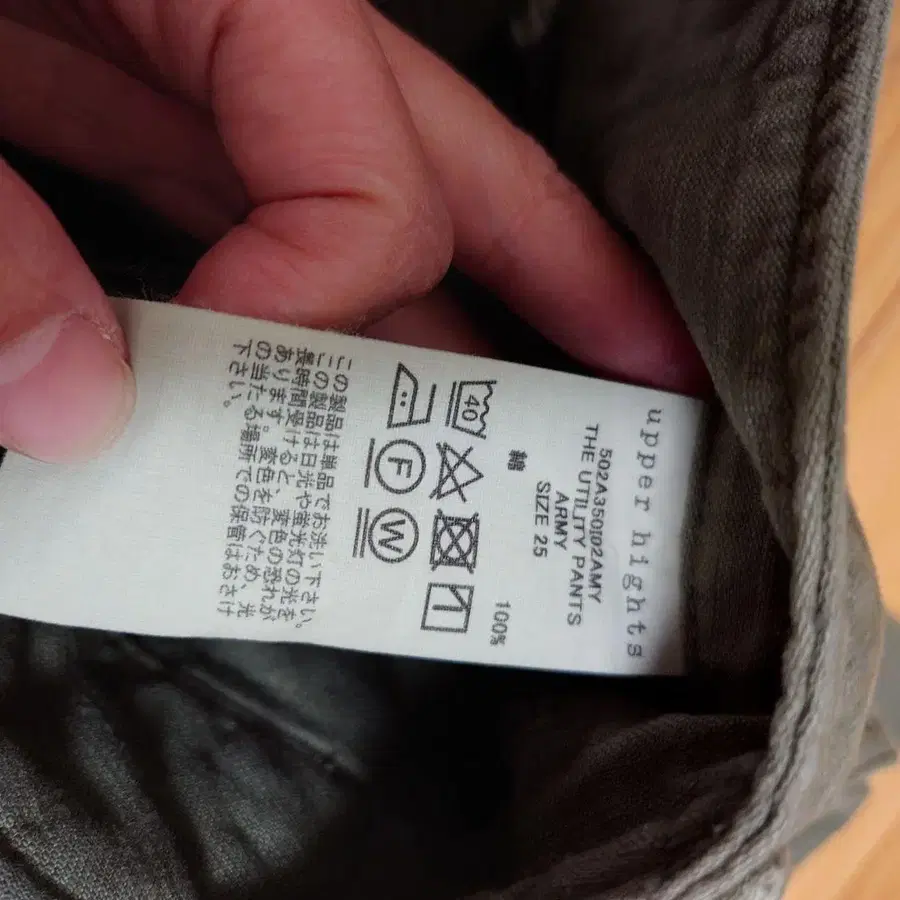 upper hights
502A350I02AMY
THE UTILITY PANTS
ARMY
SIZE 25
綿 100%
40
F W
この製品は単品でお洗い下さい。
この製品は日光や蛍光灯の光を
長時間受けると、変色の恐れが
あります。変色を防ぐため、光
の当たる場所での保管はおさけ
下さい。